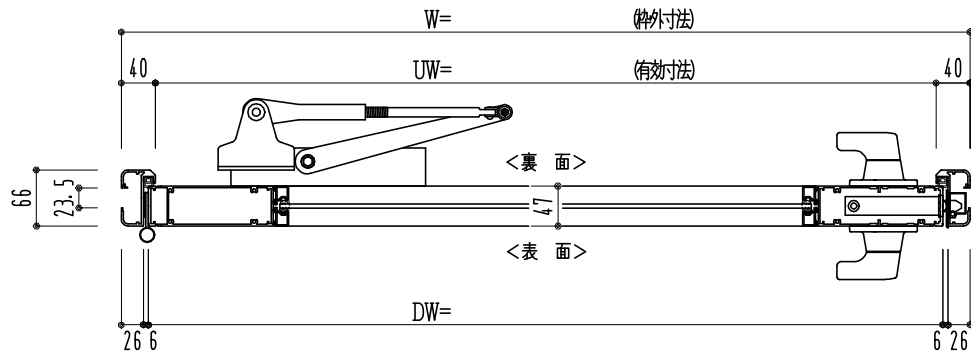 W= (枠外寸法)
40 UW= (有効寸法) 40
<裏 面>
66
23.5
47
<表 面>
DW=
26 6 6 26